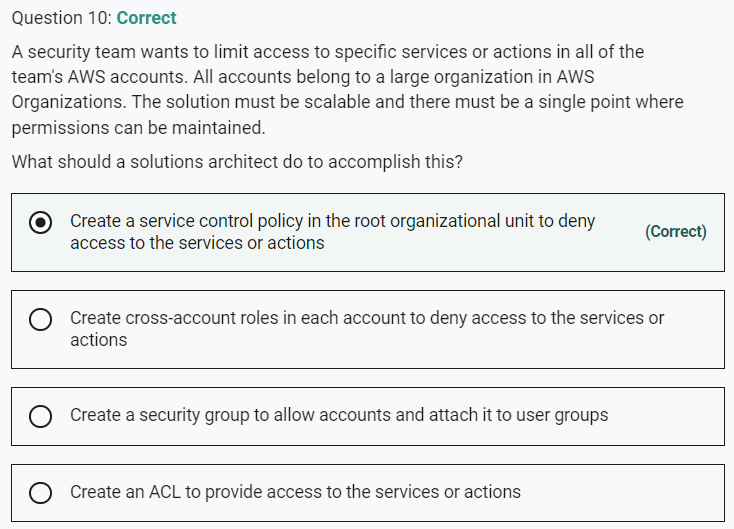 Question 10: Correct
A security team wants to limit access to specific services or actions in all of the
team's AWS accounts. All accounts belong to a large organization in AWS
Organizations. The solution must be scalable and there must be a single point where
permissions can be maintained.
What should a solutions architect do to accomplish this?
Create a service control policy in the root organizational unit to deny
access to the services or actions
(Correct)
Create cross-account roles in each account to deny access to the services or
actions
Create a security group to allow accounts and attach it to user groups
Create an ACL to provide access to the services or actions